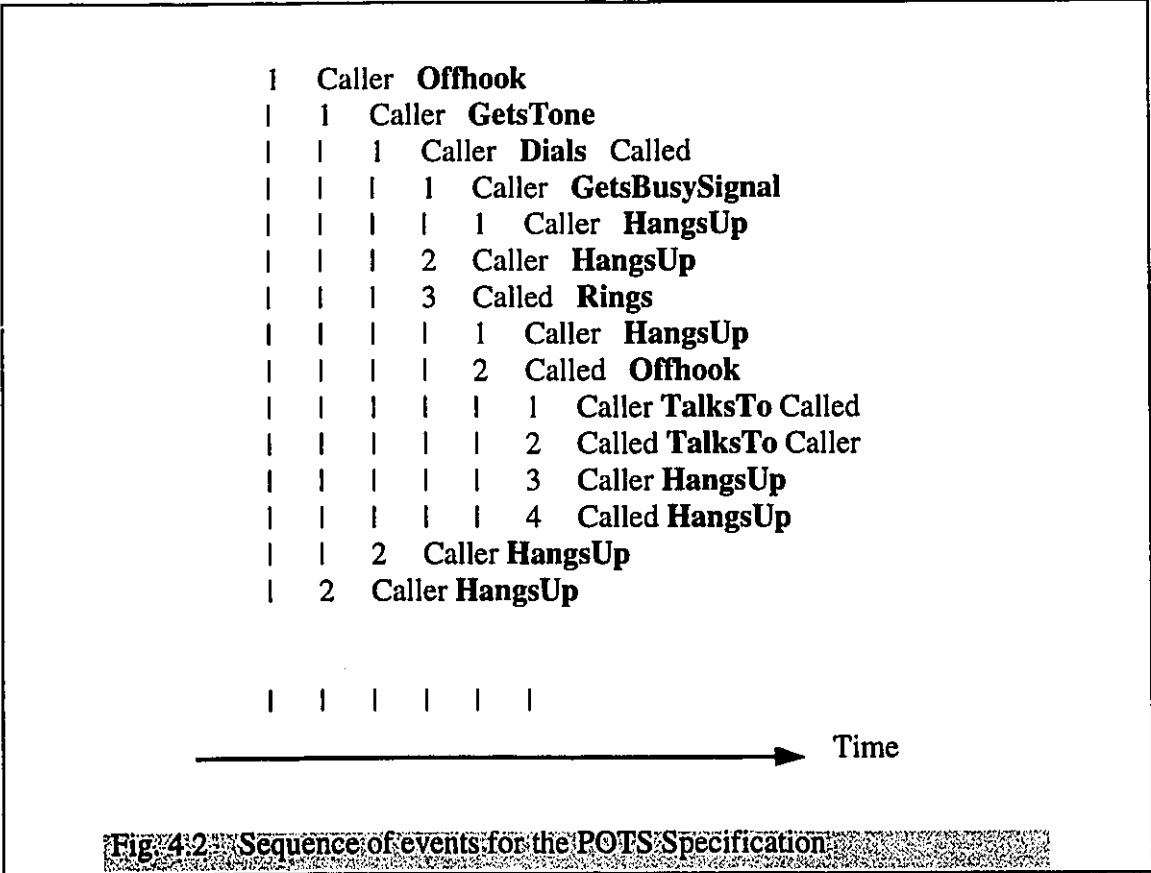 1 Caller Offhook
| 1 Caller GetsTone
| | 1 Caller Dials Called
| | | 1 Caller GetsBusySignal
| | | | 1 Caller HangsUp
| | | 2 Caller HangsUp
| | | 3 Called Rings
| | | | 1 Caller HangsUp
| | | | 2 Called Offhook
| | | | | 1 Caller TalksTo Called
| | | | | 2 Called TalksTo Caller
| | | | | 3 Caller HangsUp
| | | | | 4 Called HangsUp
| | 2 Caller HangsUp
| 2 Caller HangsUp
| | | | | |
Time
Fig. 4.2 - Sequence of events for the POTS Specification